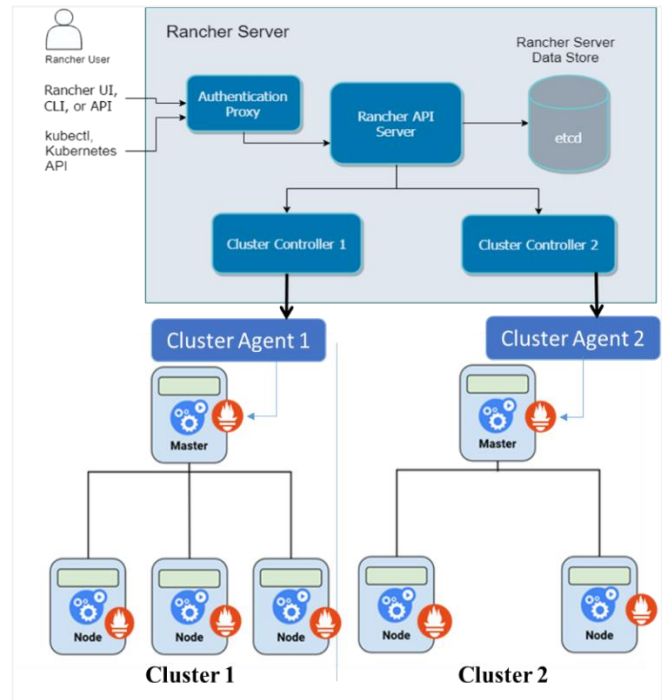 Rancher Server
Rancher Server
Data Store
Rancher User
Rancher UI,
CLI, or API
kubectl,
Kubernetes
API
Authentication
Proxy
Rancher API
Server
etcd
Cluster Controller 1
Cluster Controller 2
Cluster Agent 1
Cluster Agent 2
Master
Master
Node
Node
Node
Node
Node
Cluster 1
Cluster 2